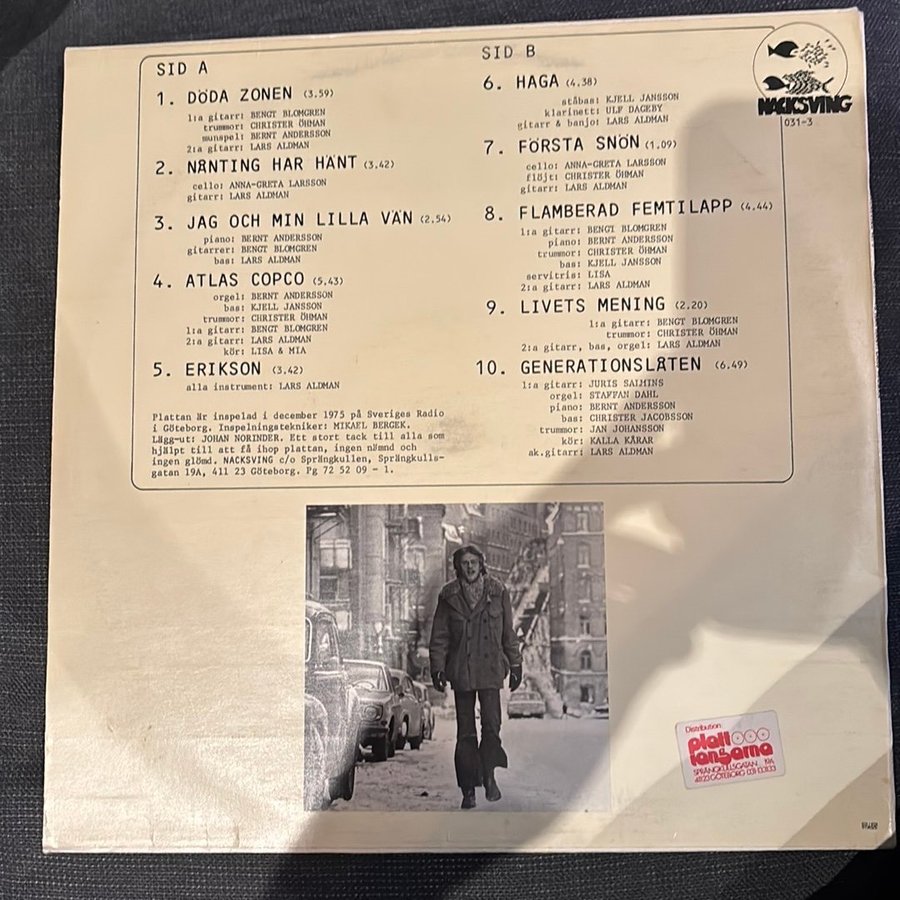 SID A
1. DÖDA ZONEN (3.59)
1:a gitarr: BENGT BLOMGREN
trummor: CHRISTER ÖHMAN
munspel: BERNT ANDERSSON
2:a gitarr: LARS ALDMAN
2. NÅNTING HAR HÄNT (3.42)
cello: ANNA-GRETA LARSSON
gitarr: LARS ALDMAN
3. JAG OCH MIN LILLA VÄN (2.54)
piano: BERNT ANDERSSON
gitarrer: BENGT BLOMGREN
bas: LARS ALDMAN
4. ATLAS COPCO (5.43)
orgel: BERNT ANDERSSON
bas: KJELL JANSSON
trummor: CHRISTER ÖHMAN
1:a gitarr: BENGT BLOMGREN
2:a gitarr: LARS ALDMAN
kör: LISA & MIA
5. ERIKSON (3.42)
alla instrument: LARS ALDMAN
Plattan är inspelad i december 1975 på Sveriges Radio
i Göteborg. Inspelningstekniker: MIKAEL BERGEK.
Lägg-ut: JOHAN NORINDER. Ett stort tack till alla som
hjälpt till att få ihop plattan, ingen nämnd och
ingen glömd. NACKSVING c/o Sprängkullen, Sprängkulls-
gatan 19A, 411 23 Göteborg. Pg 72 52 09 - 1.
SID B
6. HAGA (4.38)
ståbas: KJELL JANSSON
klarinett: ULF DAGEBY
gitarr & banjo: LARS ALDMAN
7. FÖRSTA SNÖN (1.09)
cello: ANNA-GRETA LARSSON
flöjt: CHRISTER ÖHMAN
gitarr: LARS ALDMAN
8. FLAMBERAD FEMTILAPP (4.44)
1:a gitarr: BENGT BLOMGREN
piano: BERNT ANDERSSON
trummor: CHRISTER ÖHMAN
bas: KJELL JANSSON
servitris: LISA
2:a gitarr: LARS ALDMAN
9. LIVETS MENING (2.20)
1:a gitarr: BENGT BLOMGREN
trummor: CHRISTER ÖHMAN
2:a gitarr, bas, orgel: LARS ALDMAN
10. GENERATIONSLÅTEN (6.49)
1:a gitarr: JURIS SALMINS
orgel: STAFFAN DAHL
piano: BERNT ANDERSSON
bas: CHRISTER JACOBSSON
trummor: JAN JOHANSSON
kör: KALLA KÅRAR
ak.gitarr: LARS ALDMAN
NACKSVING
031-3
Distribution:
platt
langarna
SPRÄNGKULLSGATAN 19A
41123 GÖTEBORG 031 131133